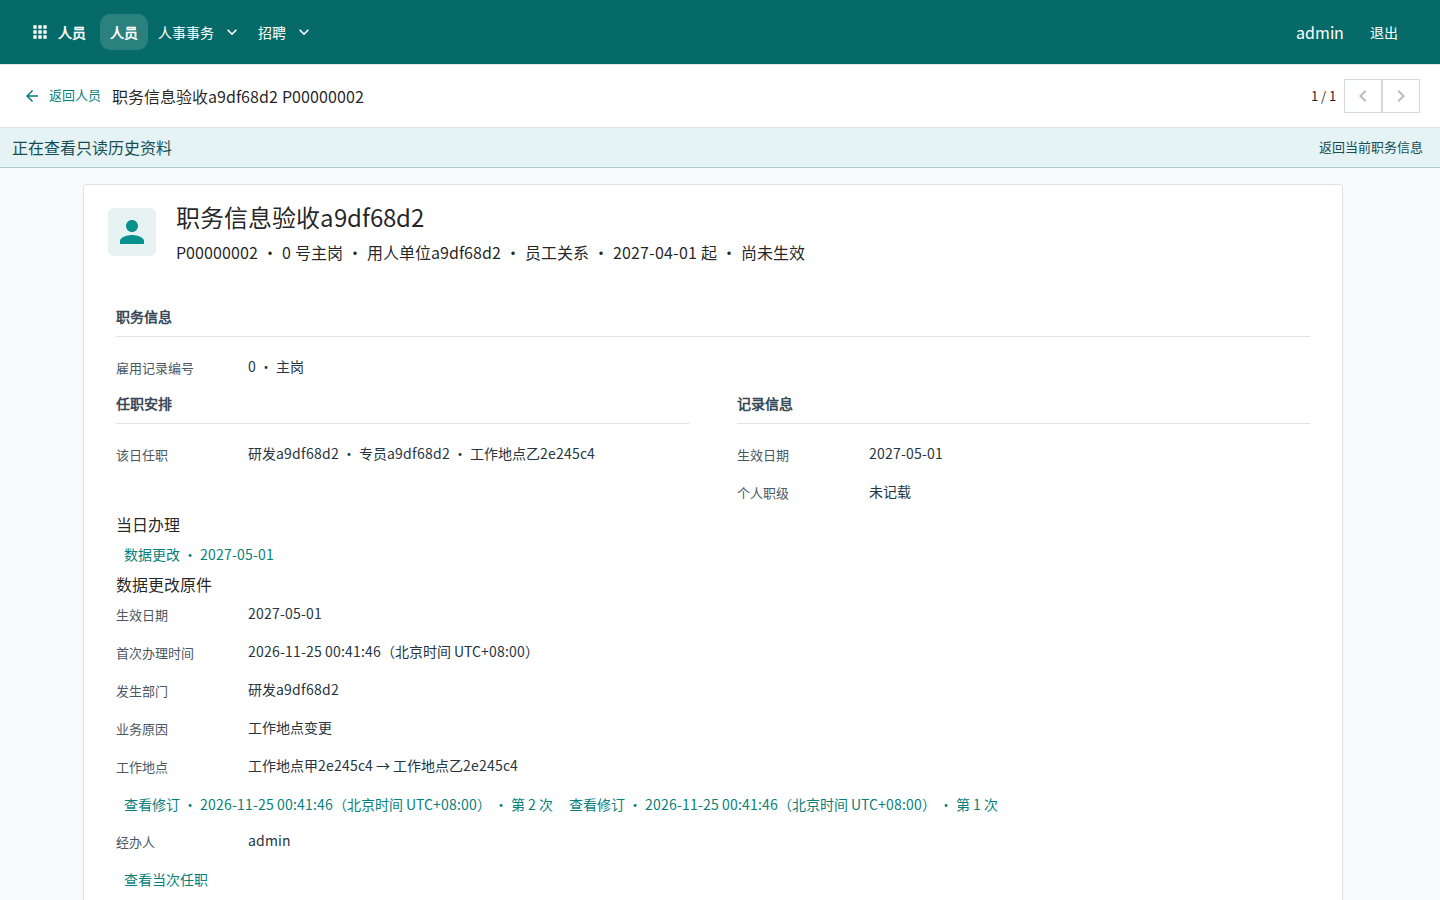 人员 人员 人事事务 招聘 admin 退出
返回人员 职务信息验收a9df68d2 P00000002 1 / 1
正在查看只读历史资料 返回当前职务信息
职务信息验收a9df68d2
P00000002 • 0 号主岗 • 用人单位a9df68d2 • 员工关系 • 2027-04-01 起 • 尚未生效
职务信息
雇用记录编号 0 • 主岗
任职安排 记录信息
该日任职 研发a9df68d2 • 专员a9df68d2 • 工作地点乙2e245c4 生效日期 2027-05-01
个人职级 未记载
当日办理
数据更改 • 2027-05-01
数据更改原件
生效日期 2027-05-01
首次办理时间 2026-11-25 00:41:46（北京时间 UTC+08:00）
发生部门 研发a9df68d2
业务原因 工作地点变更
工作地点 工作地点甲2e245c4 → 工作地点乙2e245c4
查看修订 • 2026-11-25 00:41:46（北京时间 UTC+08:00） • 第 2 次 查看修订 • 2026-11-25 00:41:46（北京时间 UTC+08:00） • 第 1 次
经办人 admin
查看当次任职